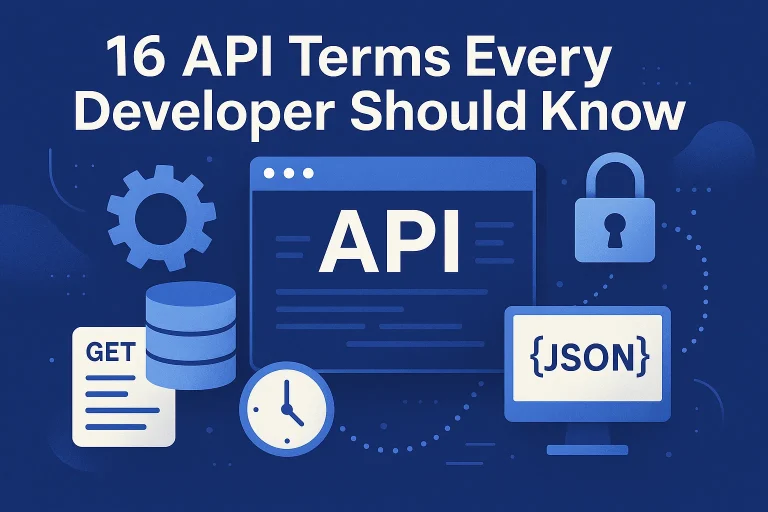 16 API Terms Every
Developer Should Know
API
GET
{JSON}